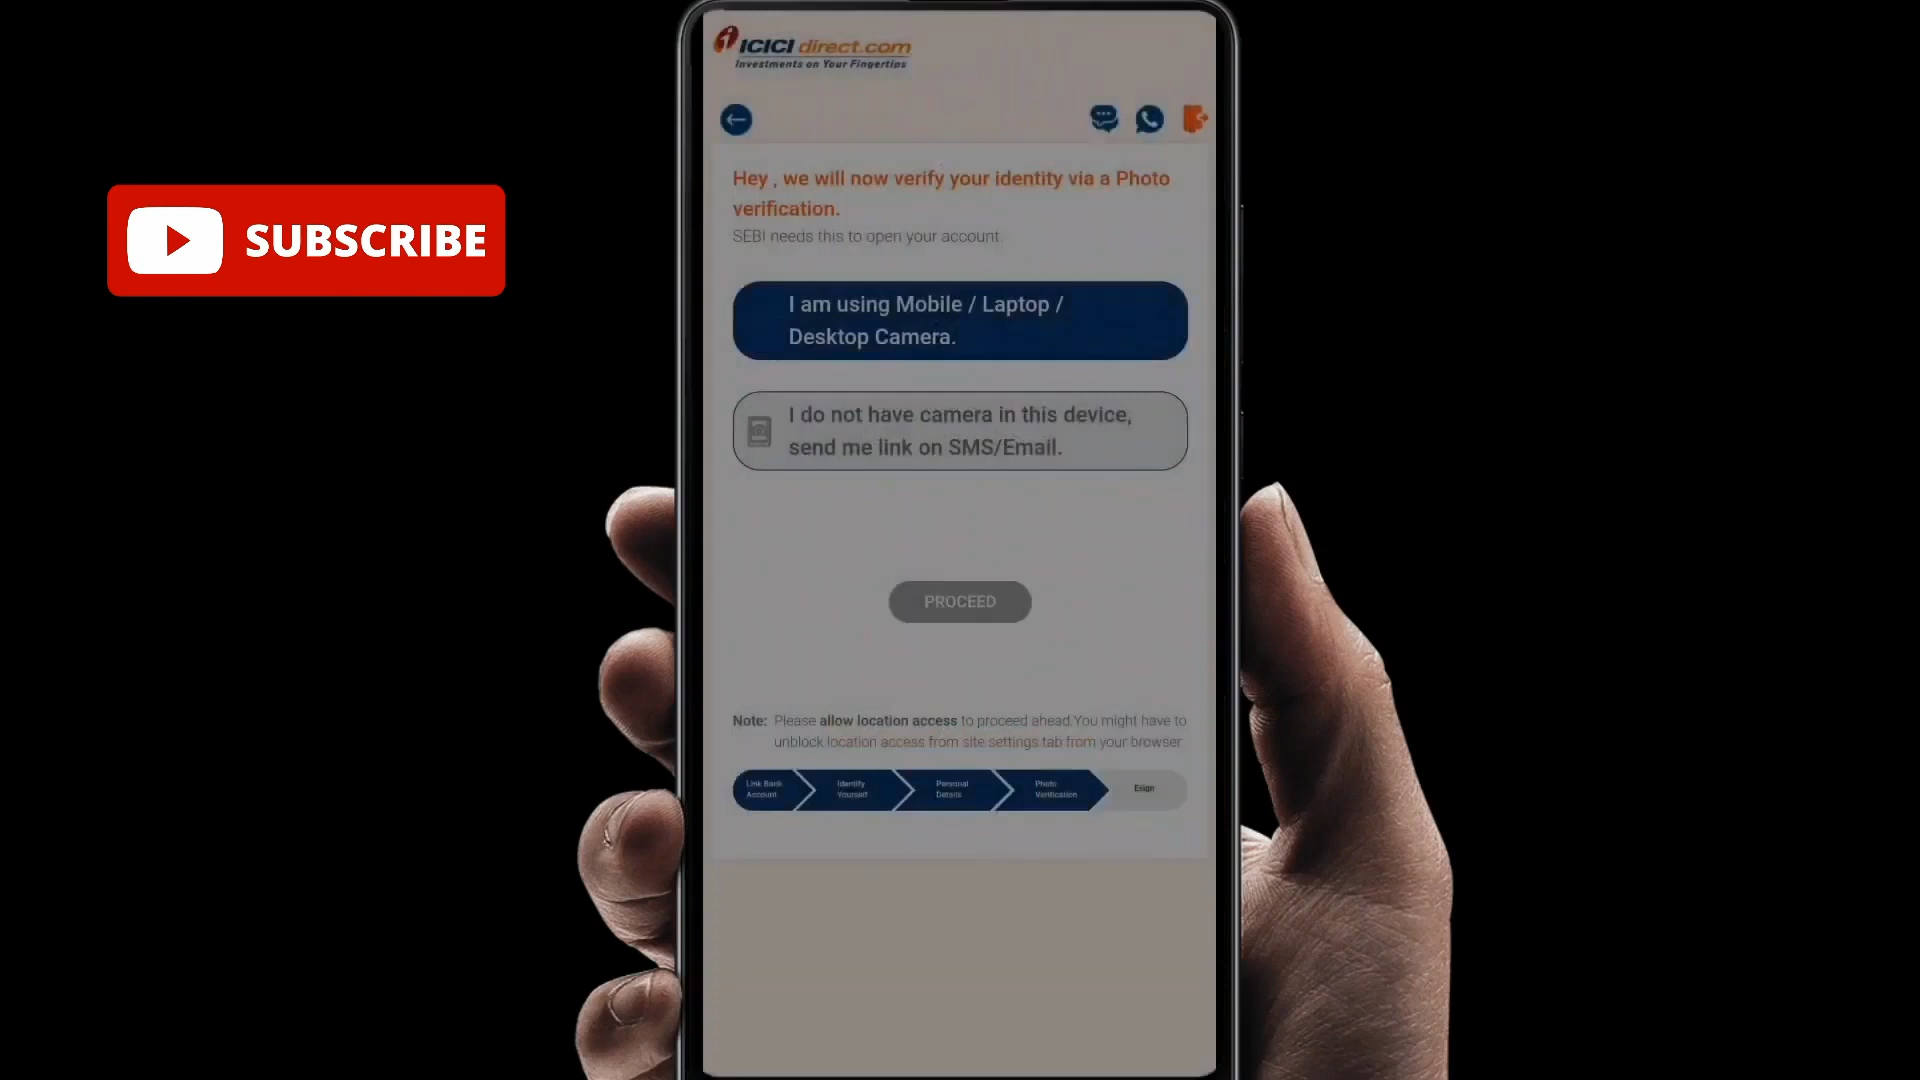 ICICI direct.com
Investments on Your Fingertips
SUBSCRIBE
Hey , we will now verify your identity via a Photo
verification.
SEBI needs this to open your account.
I am using Mobile / Laptop /
Desktop Camera.
I do not have camera in this device,
send me link on SMS/Email.
PROCEED
Note: Please allow location access to proceed ahead.You might have to
unblock location access from site settings tab from your browser
Link Bank
Account
Identify
Yourself
Personal
Details
Photo
Verification
Esign